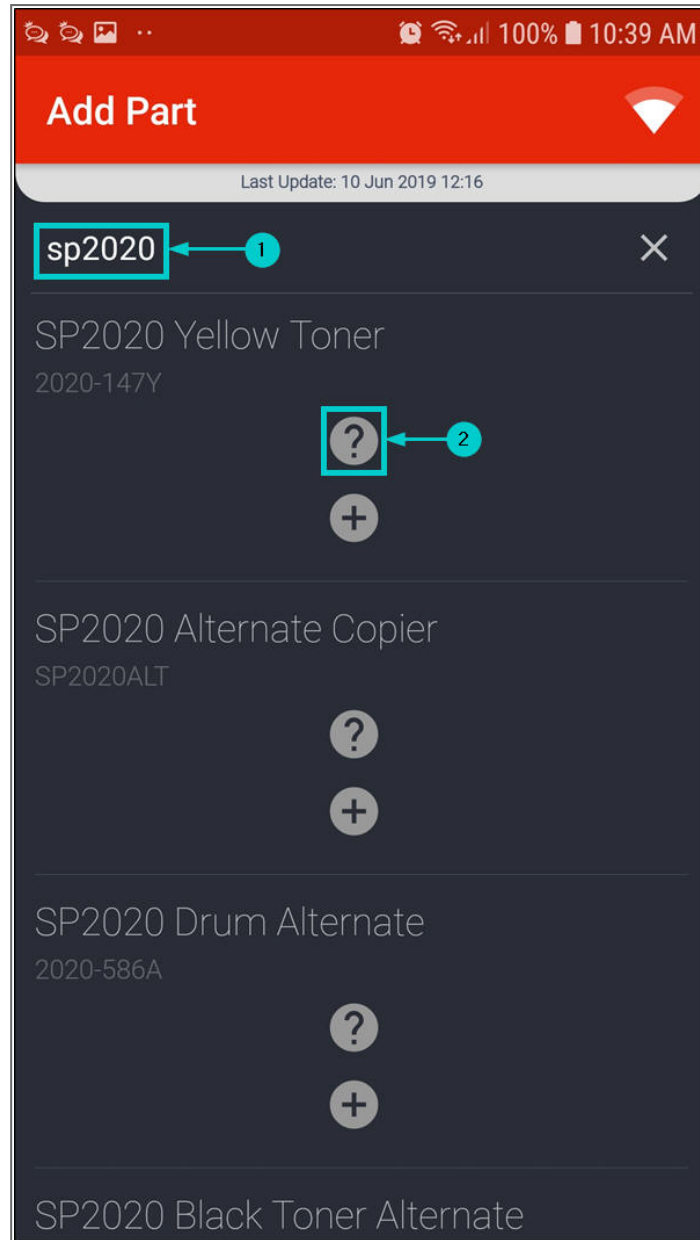 100% 10:39 AM
Add Part
Last Update: 10 Jun 2019 12:16
sp2020 1
SP2020 Yellow Toner
2020-147Y
? 2
+
SP2020 Alternate Copier
SP2020ALT
?
+
SP2020 Drum Alternate
2020-586A
?
+
SP2020 Black Toner Alternate